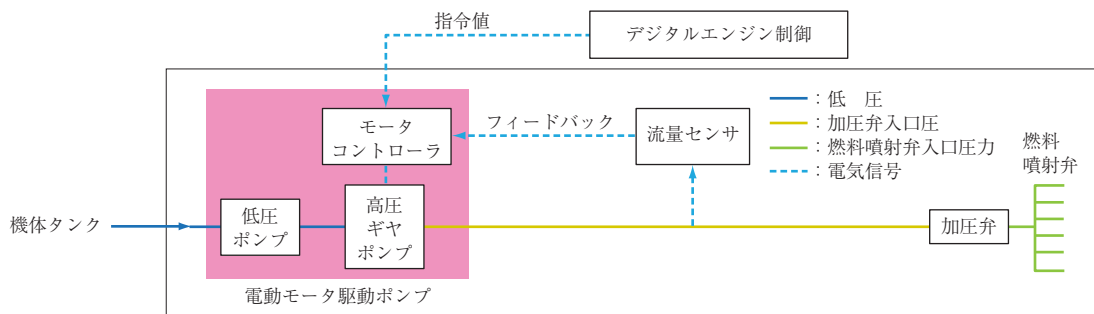 指令値
デジタルエンジン制御
モータ
コントローラ
フィードバック
流量センサ
：低　圧
：加圧弁入口圧
：燃料噴射弁入口圧力
：電気信号
燃料
噴射弁
機体タンク
低圧
ポンプ
高圧
ギヤ
ポンプ
加圧弁
電動モータ駆動ポンプ